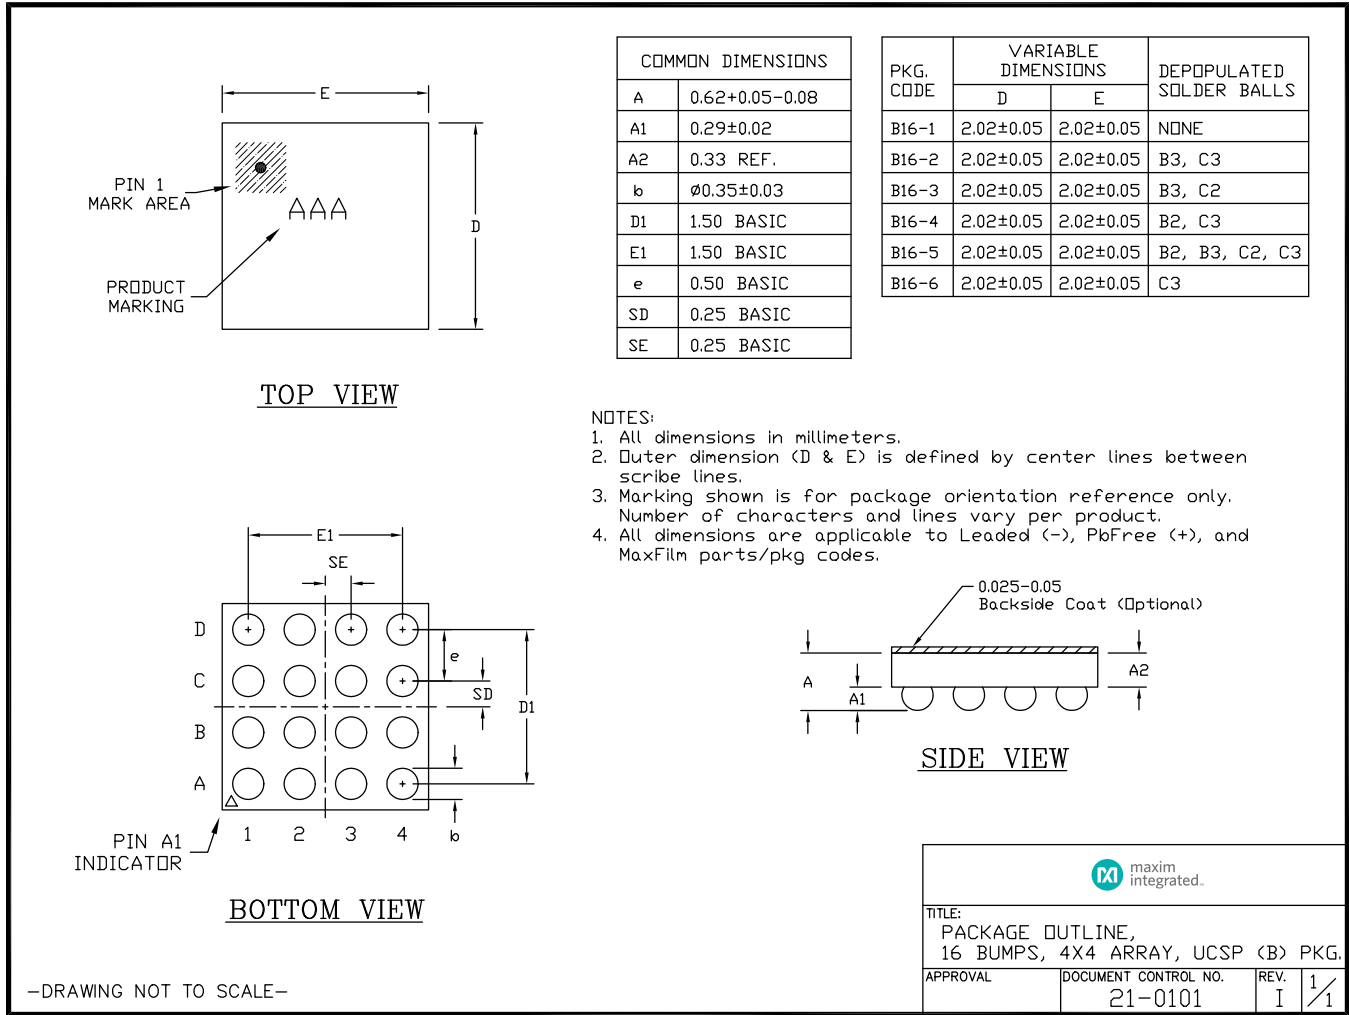 E
PIN 1
MARK AREA
AAA
D
PRODUCT
MARKING
TOP VIEW
COMMON DIMENSIONS
A 0.62+0.05-0.08
A1 0.29±0.02
A2 0.33 REF.
b ø0.35±0.03
D1 1.50 BASIC
E1 1.50 BASIC
e 0.50 BASIC
SD 0.25 BASIC
SE 0.25 BASIC
PKG. CODE VARIABLE DIMENSIONS DEPOPULATED SOLDER BALLS
D E
B16-1 2.02±0.05 2.02±0.05 NONE
B16-2 2.02±0.05 2.02±0.05 B3, C3
B16-3 2.02±0.05 2.02±0.05 B3, C2
B16-4 2.02±0.05 2.02±0.05 B2, C3
B16-5 2.02±0.05 2.02±0.05 B2, B3, C2, C3
B16-6 2.02±0.05 2.02±0.05 C3
NOTES:
1. All dimensions in millimeters.
2. Outer dimension (D & E) is defined by center lines between
scribe lines.
3. Marking shown is for package orientation reference only.
Number of characters and lines vary per product.
4. All dimensions are applicable to Leaded (-), PbFree (+), and
MaxFilm parts/pkg codes.
E1
SE
D
C
B
A
e
SD
D1
1 2 3 4 b
PIN A1
INDICATOR
BOTTOM VIEW
0.025-0.05
Backside Coat (Optional)
A
A1
A2
SIDE VIEW
maxim
integrated™
TITLE:
PACKAGE OUTLINE,
16 BUMPS, 4X4 ARRAY, UCSP (B) PKG.
APPROVAL
DOCUMENT CONTROL NO.
21-0101
REV.
I
1/1
-DRAWING NOT TO SCALE-